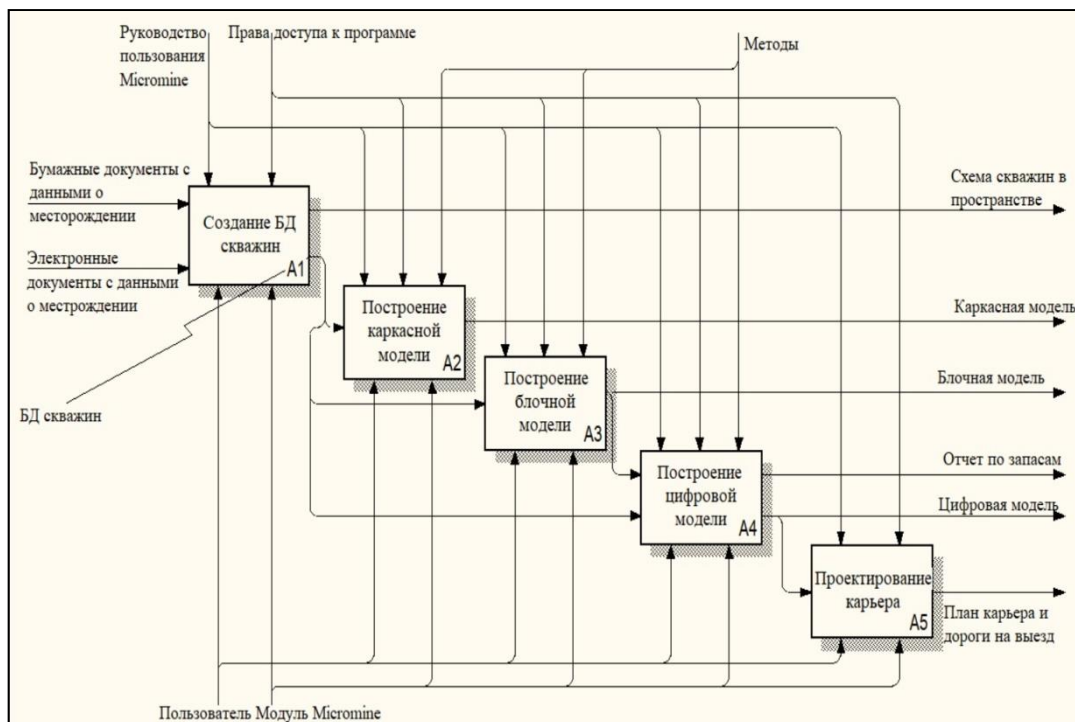 Руководство
пользования
Micromine
Права доступа к программе
Методы
Бумажные документы с
данными о
месторождении
Электронные
документы с данными
о местрождении
Создание БД
скважин
A1
Схема скважин в
пространстве
Построение
каркасной
модели
A2
Каркасная модель
Построение
блочной
модели
A3
Блочная модель
БД скважин
Построение
цифровой
модели
A4
Отчет по запасам
Цифровая модель
Проектирование
карьера
A5
План карьера и
дороги на выезд
Пользователь Модуль Micromine